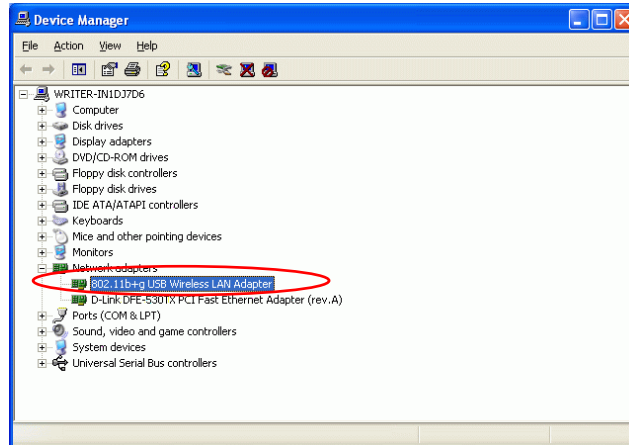 Device Manager
File Action View Help
WRITER-IN1DJ7D6
Computer
Disk drives
Display adapters
DVD/CD-ROM drives
Floppy disk controllers
Floppy disk drives
IDE ATA/ATAPI controllers
Keyboards
Mice and other pointing devices
Monitors
Network adapters
802.11b+g USB Wireless LAN Adapter
D-Link DFE-530TX PCI Fast Ethernet Adapter (rev.A)
Ports (COM & LPT)
Sound, video and game controllers
System devices
Universal Serial Bus controllers